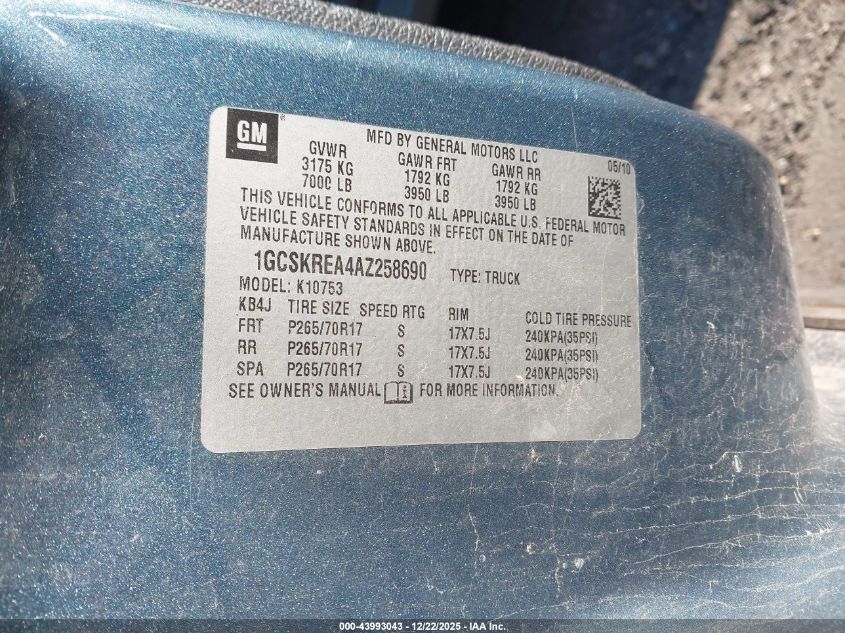 GM
MFD BY GENERAL MOTORS LLC
05/10
GVWR GAWR FRT GAWR RR
3175 KG 1792 KG 1792 KG
7000 LB 3950 LB 3950 LB
THIS VEHICLE CONFORMS TO ALL APPLICABLE U.S. FEDERAL MOTOR
VEHICLE SAFETY STANDARDS IN EFFECT ON THE DATE OF
MANUFACTURE SHOWN ABOVE.
1GCSKREA4AZ258690 TYPE: TRUCK
MODEL: K10753
KB4J TIRE SIZE SPEED RTG RIM COLD TIRE PRESSURE
FRT P265/70R17 S 17X7.5J 240KPA(35PSI)
RR P265/70R17 S 17X7.5J 240KPA(35PSI)
SPA P265/70R17 S 17X7.5J 240KPA(35PSI)
SEE OWNER'S MANUAL FOR MORE INFORMATION.
000-43993043 - 12/22/2025 - IAA Inc.